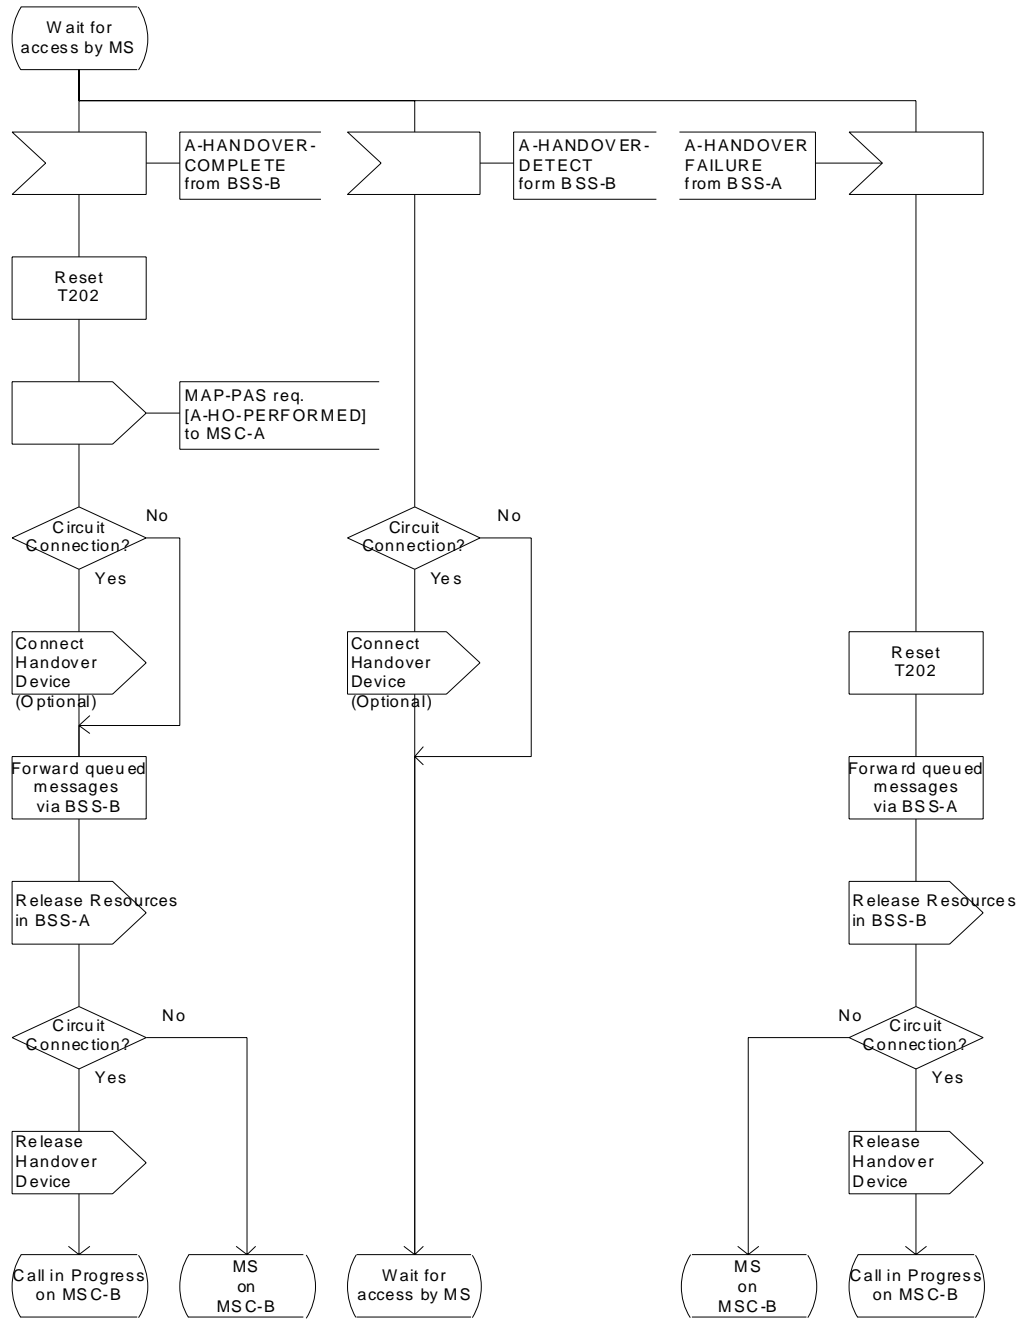 Wait for
access by MS
A-HANDOVER-
COMPLETE
from BSS-B
A-HANDOVER-
DETECT
form BSS-B
A-HANDOVER
FAILURE
from BSS-A
Reset
T202
MAP-PAS req.
[A-HO-PERFORMED]
to MSC-A
Circuit
Connection?
No
Yes
Circuit
Connection?
No
Yes
Connect
Handover
Device
(Optional)
Connect
Handover
Device
(Optional)
Reset
T202
Forward queued
messages
via BSS-B
Forward queued
messages
via BSS-A
Release Resources
in BSS-A
Release Resources
in BSS-B
Circuit
Connection?
No
Yes
No
Circuit
Connection?
Yes
Release
Handover
Device
Release
Handover
Device
Call in Progress
on MSC-B
MS
on
MSC-B
Wait for
access by MS
MS
on
MSC-B
Call in Progress
on MSC-B